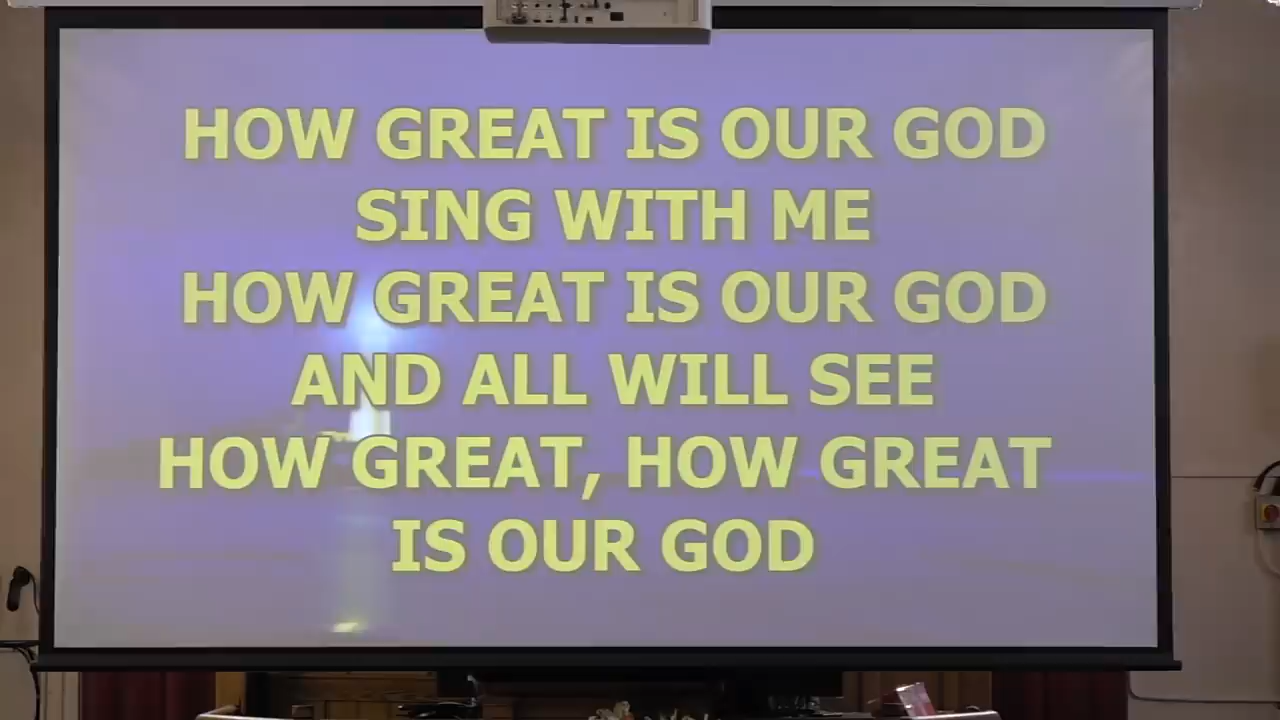 HOW GREAT IS OUR GOD
SING WITH ME
HOW GREAT IS OUR GOD
AND ALL WILL SEE
HOW GREAT, HOW GREAT
IS OUR GOD